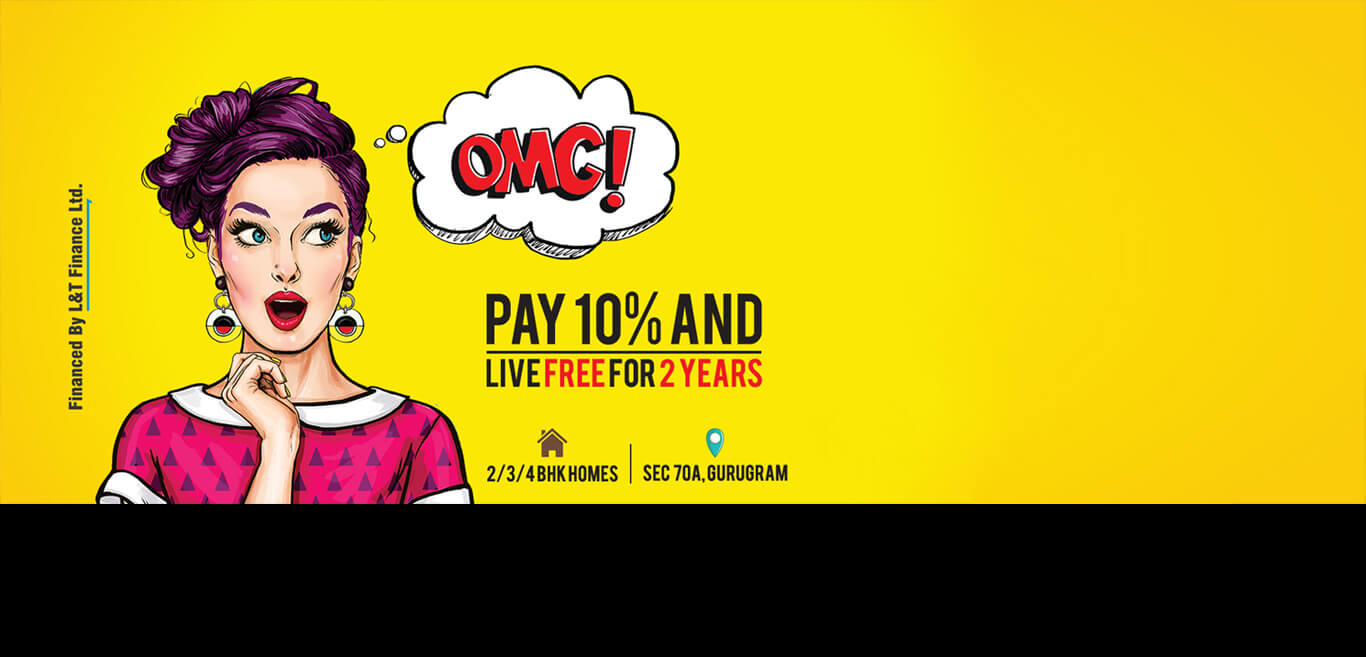 Financed By L&T Finance Ltd.
OMG!
PAY 10% AND
LIVE FREE FOR 2 YEARS
2/3/4 BHK HOMES
SEC 70A, GURUGRAM